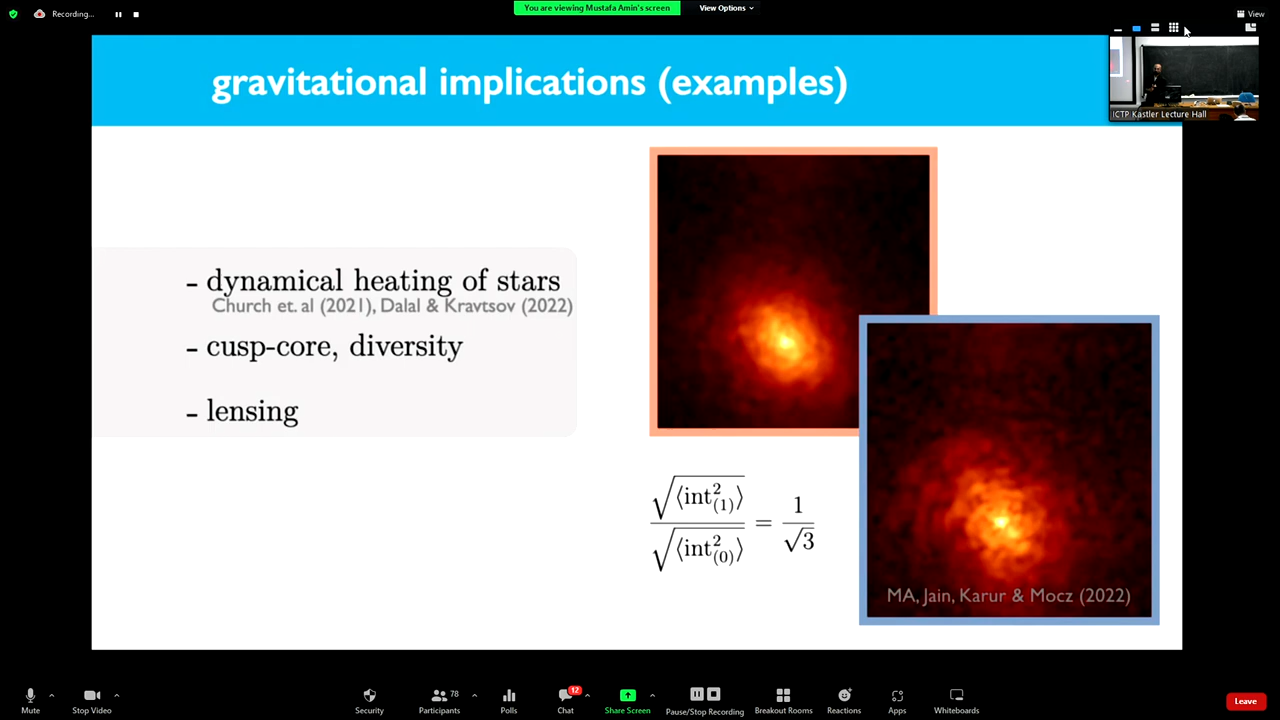 Recording...
You are viewing Mustafa Amin's screen
View Options
View
gravitational implications (examples)
ICTP Kastler Lecture Hall
- dynamical heating of stars
Church et. al (2021), Dalal & Kravtsov (2022)
- cusp-core, diversity
- lensing
√⟨int²₍₁₎⟩ / √⟨int²₍₀₎⟩ = 1/√3
MA, Jain, Karur & Mocz (2022)
Mute
Stop Video
Security
78
Participants
Polls
12
Chat
Share Screen
Pause/Stop Recording
Breakout Rooms
Reactions
Apps
Whiteboards
Leave